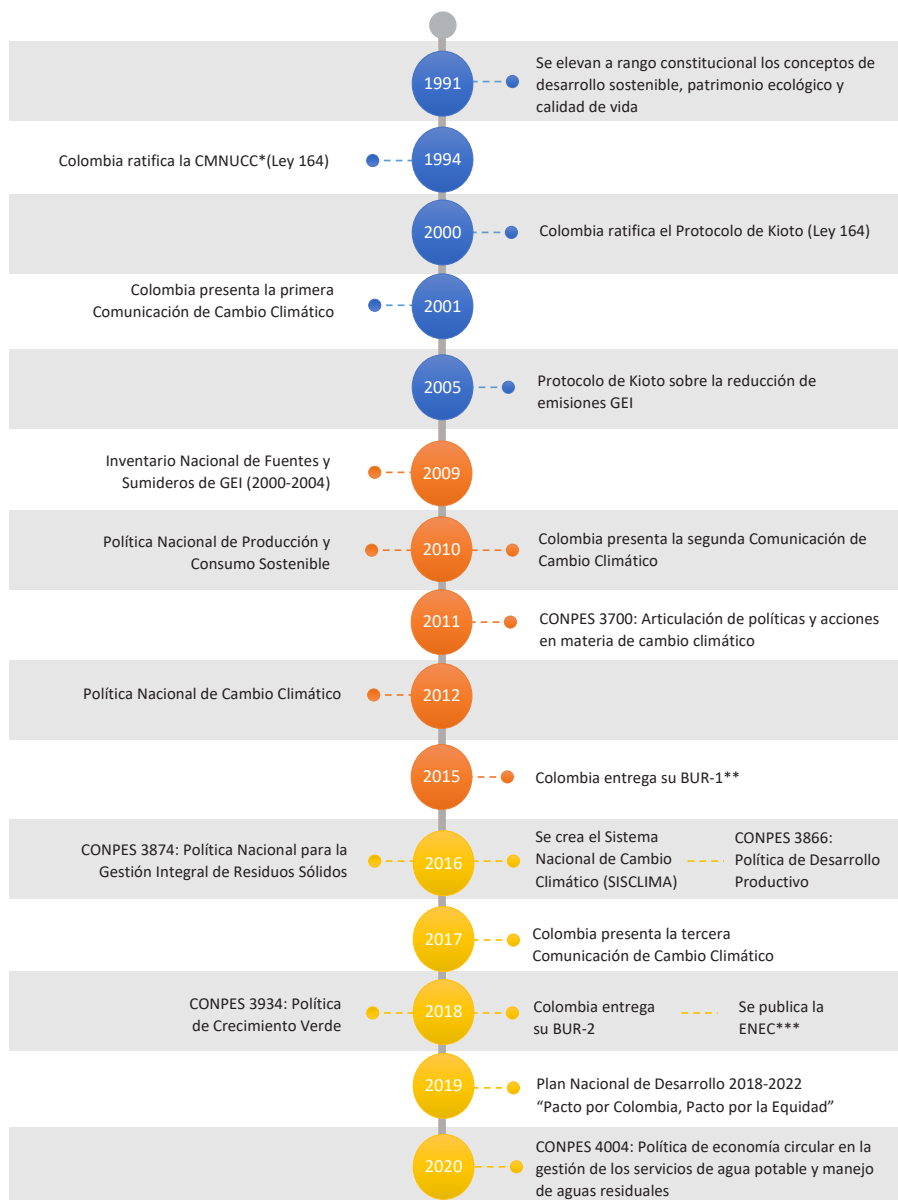 1991
Se elevan a rango constitucional los conceptos de
desarrollo sostenible, patrimonio ecológico y
calidad de vida
Colombia ratifica la CMNUCC*(Ley 164)
1994
2000
Colombia ratifica el Protocolo de Kioto (Ley 164)
Colombia presenta la primera
Comunicación de Cambio Climático
2001
2005
Protocolo de Kioto sobre la reducción de
emisiones GEI
Inventario Nacional de Fuentes y
Sumideros de GEI (2000-2004)
2009
Política Nacional de Producción y
Consumo Sostenible
2010
Colombia presenta la segunda Comunicación de
Cambio Climático
2011
CONPES 3700: Articulación de políticas y acciones
en materia de cambio climático
Política Nacional de Cambio Climático
2012
2015
Colombia entrega su BUR-1**
CONPES 3874: Política Nacional para la
Gestión Integral de Residuos Sólidos
2016
Se crea el Sistema
Nacional de Cambio
Climático (SISCLIMA)
CONPES 3866:
Política de Desarrollo
Productivo
2017
Colombia presenta la tercera
Comunicación de Cambio Climático
CONPES 3934: Política
de Crecimiento Verde
2018
Colombia entrega
su BUR-2
Se publica la
ENEC***
2019
Plan Nacional de Desarrollo 2018-2022
“Pacto por Colombia, Pacto por la Equidad”
2020
CONPES 4004: Política de economía circular en la
gestión de los servicios de agua potable y manejo
de aguas residuales